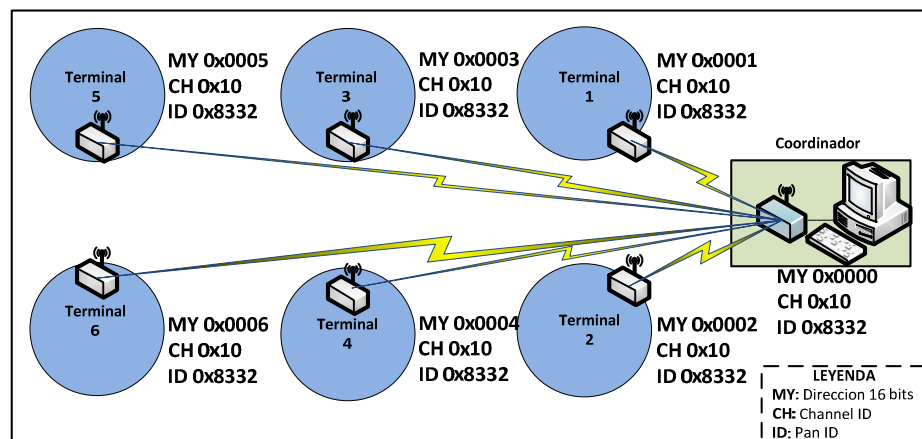 Terminal
5
MY 0x0005
CH 0x10
ID 0x8332
Terminal
3
MY 0x0003
CH 0x10
ID 0x8332
Terminal
1
MY 0x0001
CH 0x10
ID 0x8332
Coordinador
MY 0x0000
CH 0x10
ID 0x8332
Terminal
6
MY 0x0006
CH 0x10
ID 0x8332
Terminal
4
MY 0x0004
CH 0x10
ID 0x8332
Terminal
2
MY 0x0002
CH 0x10
ID 0x8332
LEYENDA
MY: Direccion 16 bits
CH: Channel ID
ID: Pan ID